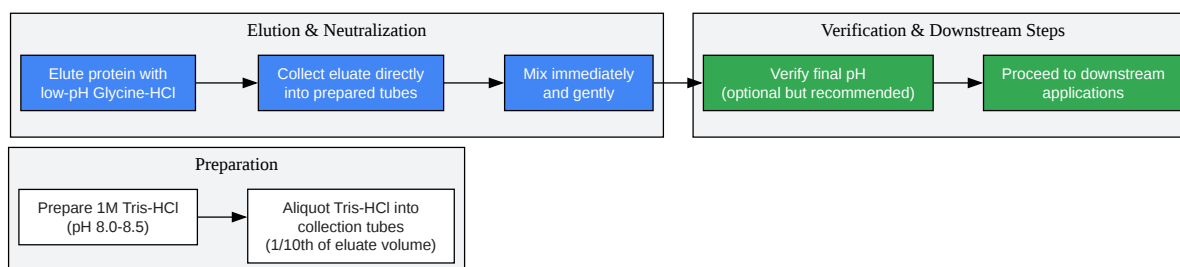 Elution & Neutralization
Elute protein with
low-pH Glycine-HCl
Collect eluate directly
into prepared tubes
Mix immediately
and gently
Verification & Downstream Steps
Verify final pH
(optional but recommended)
Proceed to downstream
applications
Preparation
Prepare 1M Tris-HCl
(pH 8.0-8.5)
Aliquot Tris-HCl into
collection tubes
(1/10th of eluate volume)